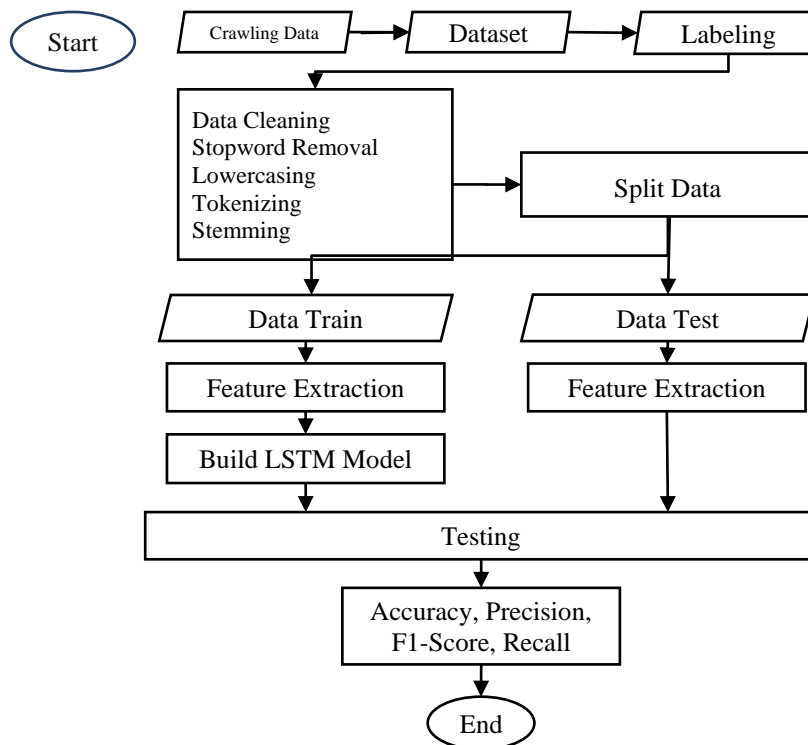 Start
Crawling Data
Dataset
Labeling
Data Cleaning
Stopword Removal
Lowercasing
Tokenizing
Stemming
Split Data
Data Train
Data Test
Feature Extraction
Feature Extraction
Build LSTM Model
Testing
Accuracy, Precision,
F1-Score, Recall
End